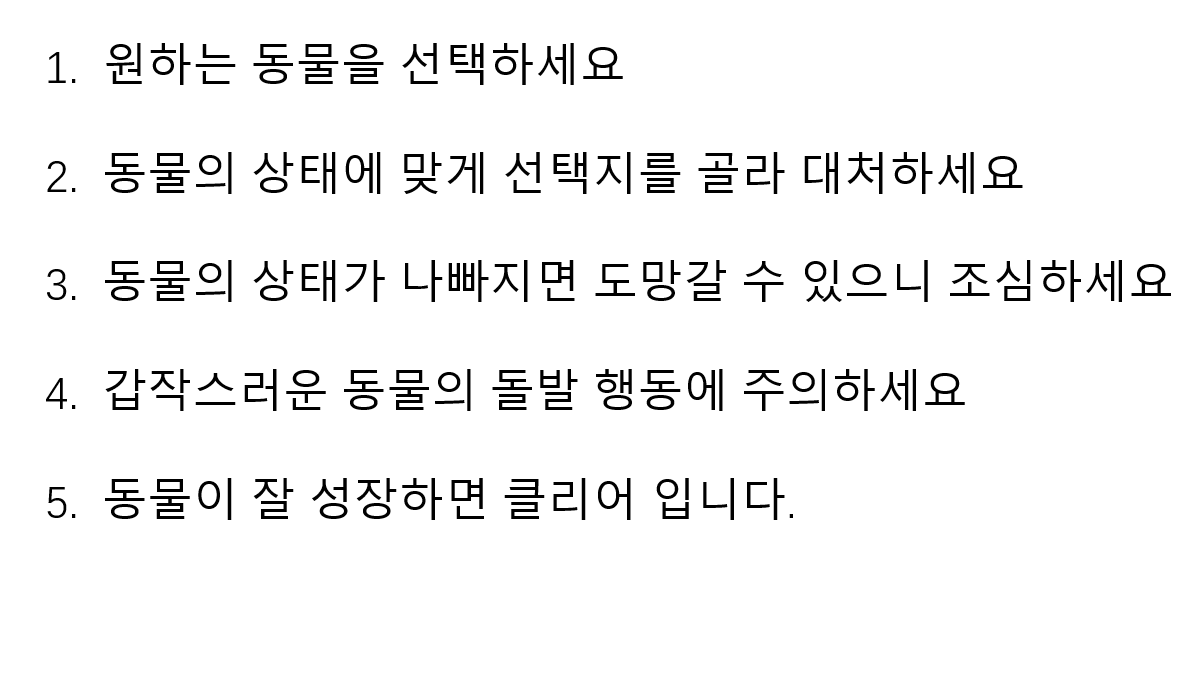 1. 원하는 동물을 선택하세요
2. 동물의 상태에 맞게 선택지를 골라 대처하세요
3. 동물의 상태가 나빠지면 도망갈 수 있으니 조심하세요
4. 갑작스러운 동물의 돌발 행동에 주의하세요
5. 동물이 잘 성장하면 클리어 입니다.